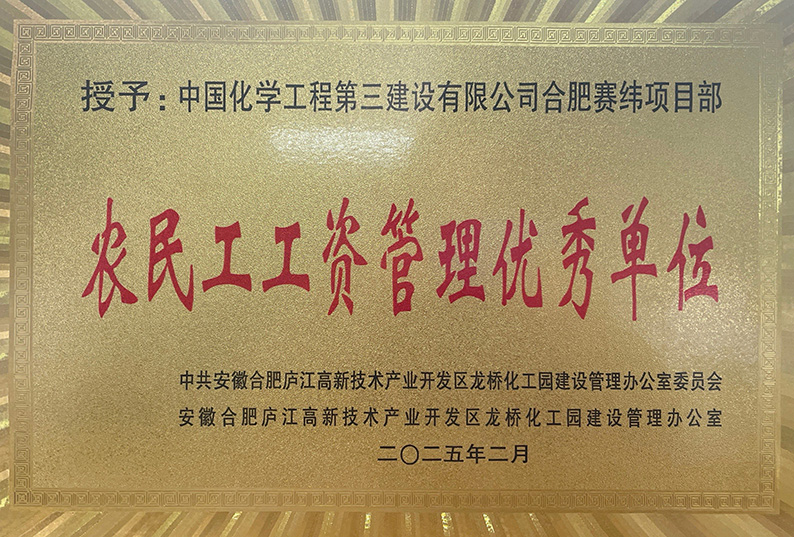 授予：中国化学工程第三建设有限公司合肥赛纬项目部
农民工工资管理优秀单位
中共安徽合肥庐江高新技术产业开发区龙桥化工园建设管理办公室委员会
安徽合肥庐江高新技术产业开发区龙桥化工园建设管理办公室
二〇二五年二月